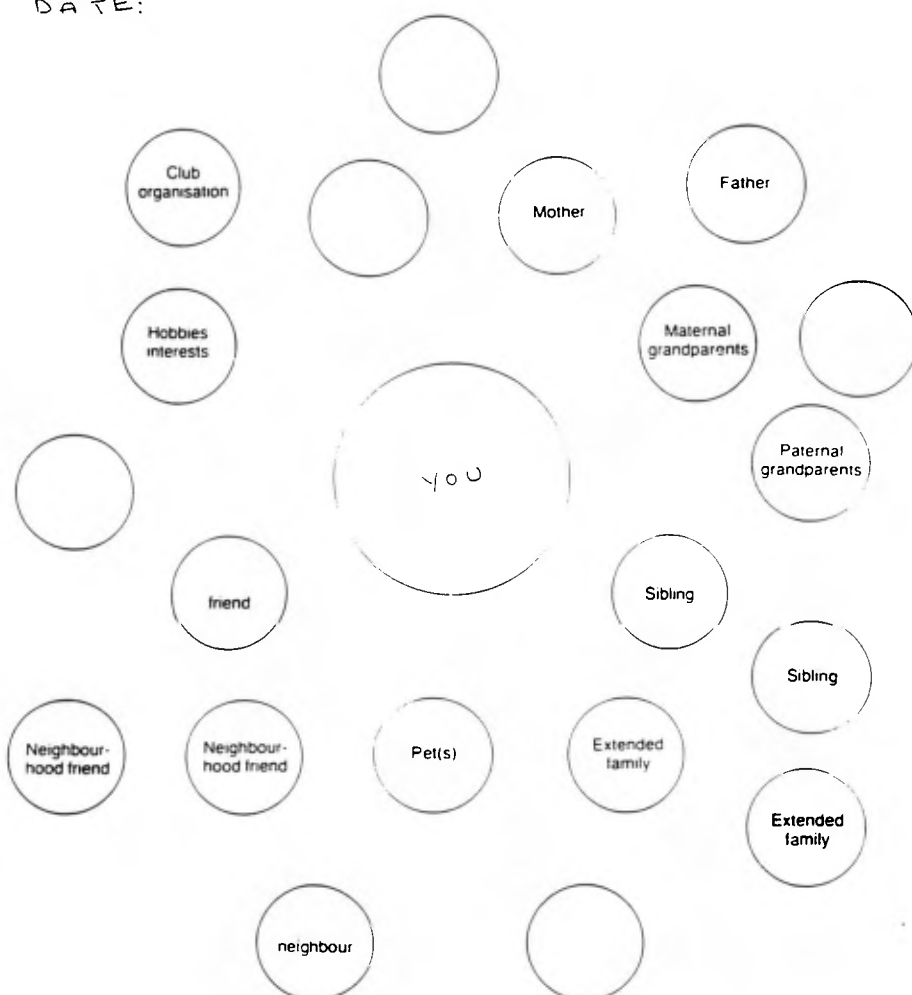 DATE:
Club
organisation
Mother
Father
Hobbies
interests
Maternal
grandparents
Paternal
grandparents
YOU
friend
Sibling
Sibling
Neighbour-
hood friend
Neighbour-
hood friend
Pet(s)
Extended
family
Extended
family
neighbour